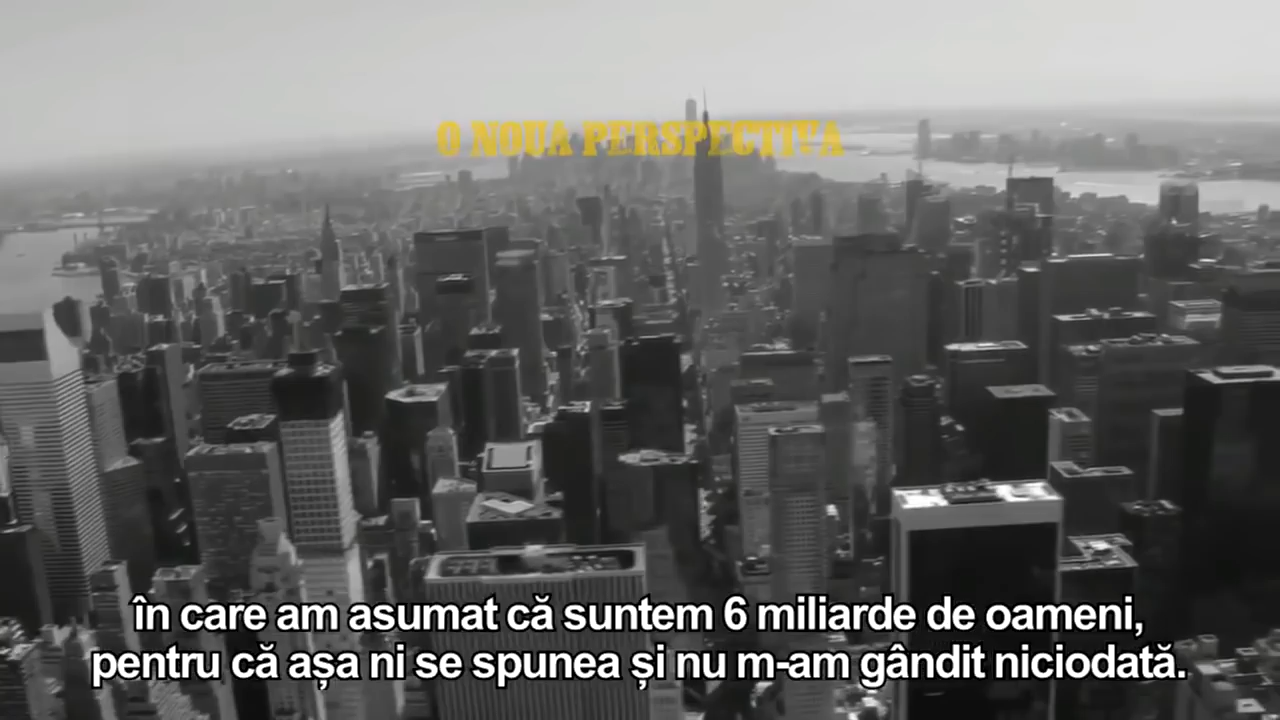 O NOUA PERSPECTIVA
în care am asumat că suntem 6 miliarde de oameni,
pentru că așa ni se spunea și nu m-am gândit niciodată.